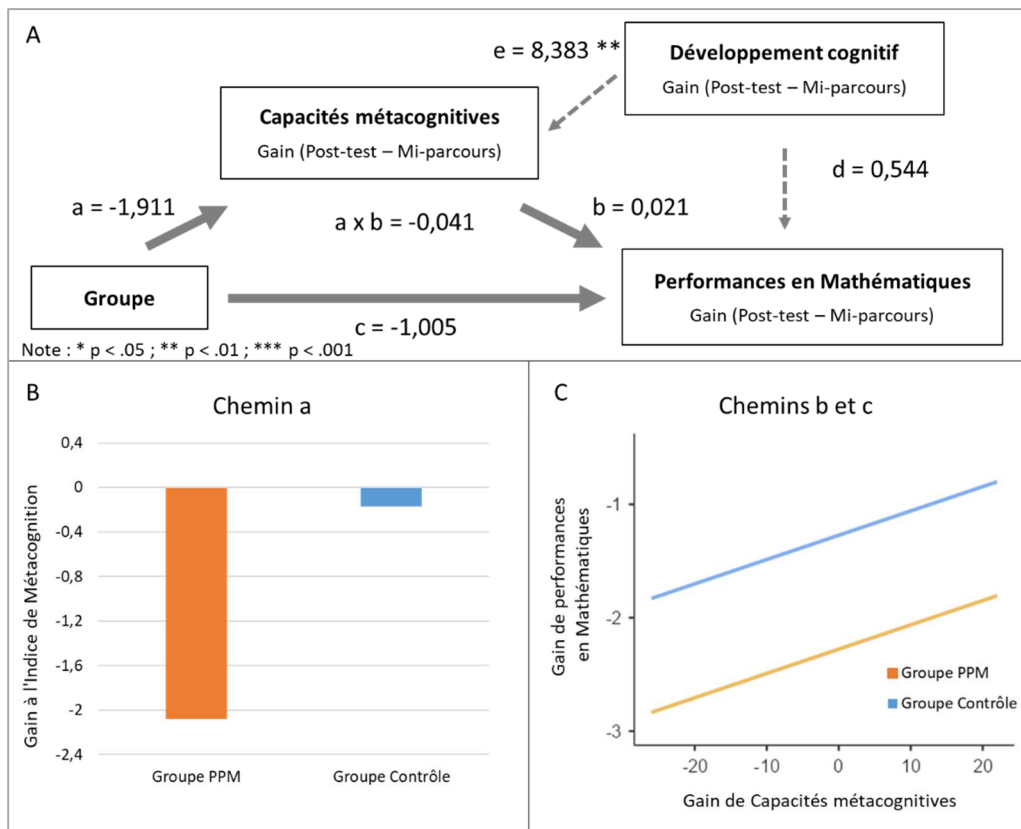 A
e = 8,383 **
Développement cognitif
Gain (Post-test – Mi-parcours)
Capacités métacognitives
Gain (Post-test – Mi-parcours)
d = 0,544
a = -1,911
a x b = -0,041
b = 0,021
Groupe
Performances en Mathématiques
Gain (Post-test – Mi-parcours)
c = -1,005
Note : * p < .05 ; ** p < .01 ; *** p < .001
B
Chemin a
Gain à l'Indice de Métacognition
0,4
0
-0,4
-0,8
-1,2
-1,6
-2
-2,4
Groupe PPM
Groupe Contrôle
C
Chemins b et c
Gain de performances
en Mathématiques
-1
-2
-3
Groupe PPM
Groupe Contrôle
-20
-10
0
10
20
Gain de Capacités métacognitives